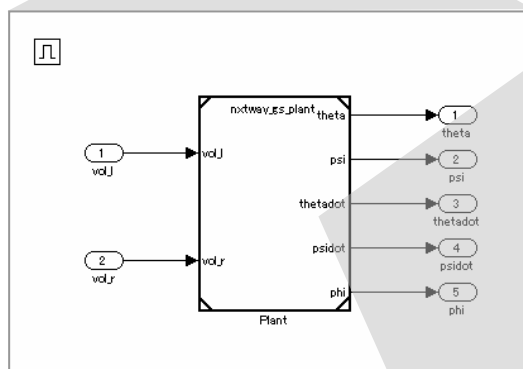 nxtway_gs_plant
theta
1
theta
1
vol_l
vol_l
psi
2
psi
thetadot
3
thetadot
2
vol_r
vol_r
psidot
4
psidot
phi
5
phi
Plant